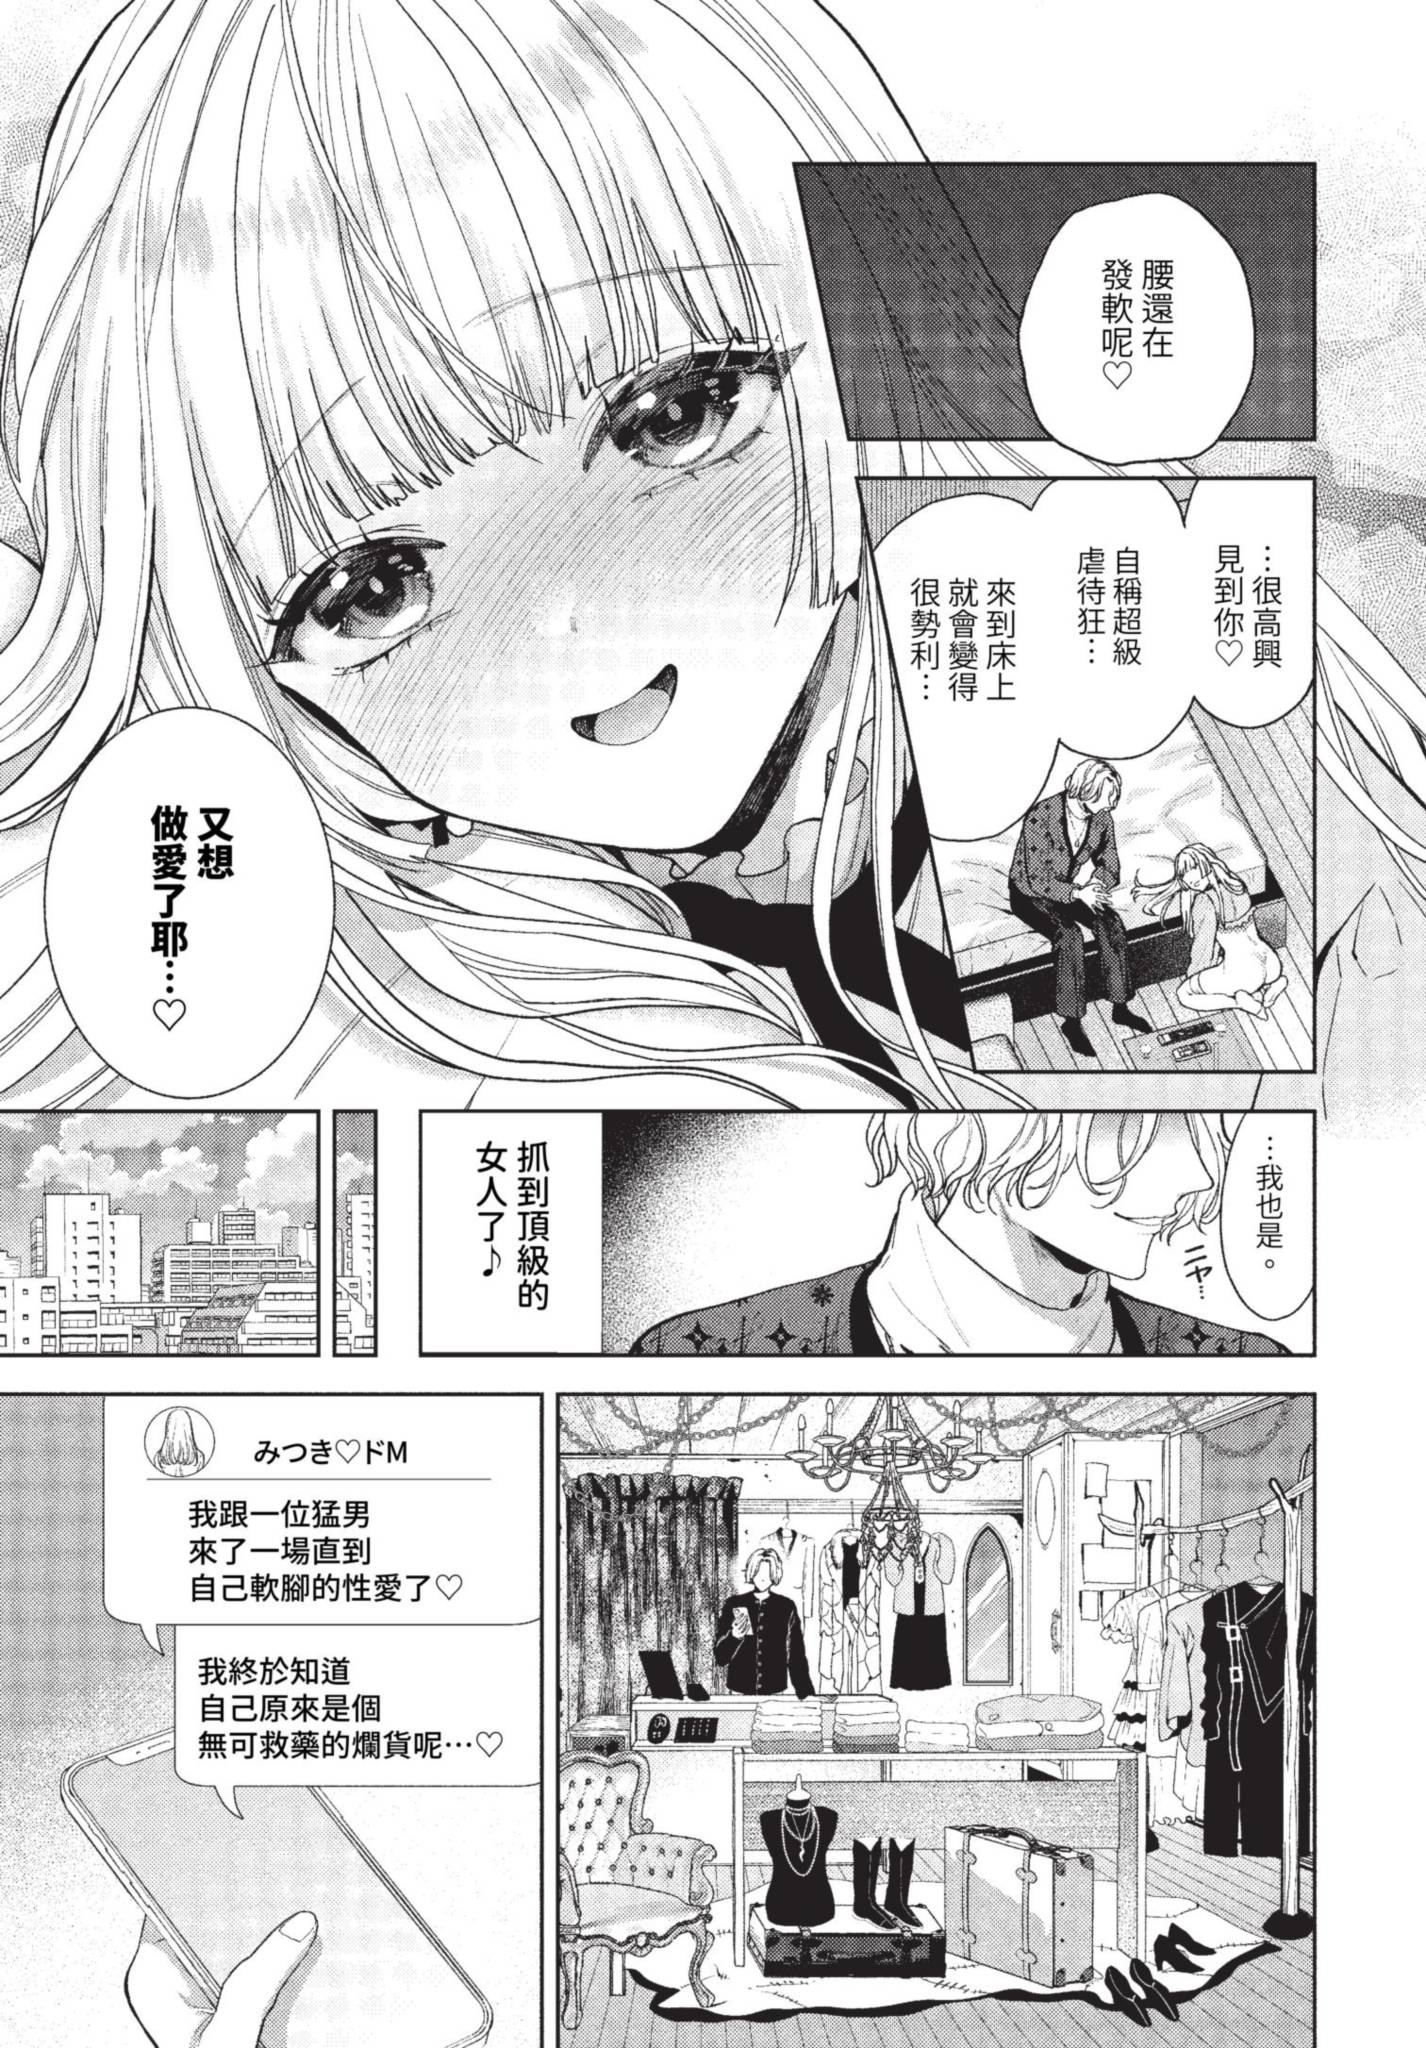 腰還在
發軟呢♡
…很高興
見到你♡
自稱超級
虐待狂…
來到床上
就會變得
很勢利…
又想
做愛了耶…♡
…我也是。
ニヤ…
抓到頂級的
女人了♪
みつき♡ドM
我跟一位猛男
來了一場直到
自己軟腳的性愛了♡
我終於知道
自己原來是個
無可救藥的爛貨呢…♡